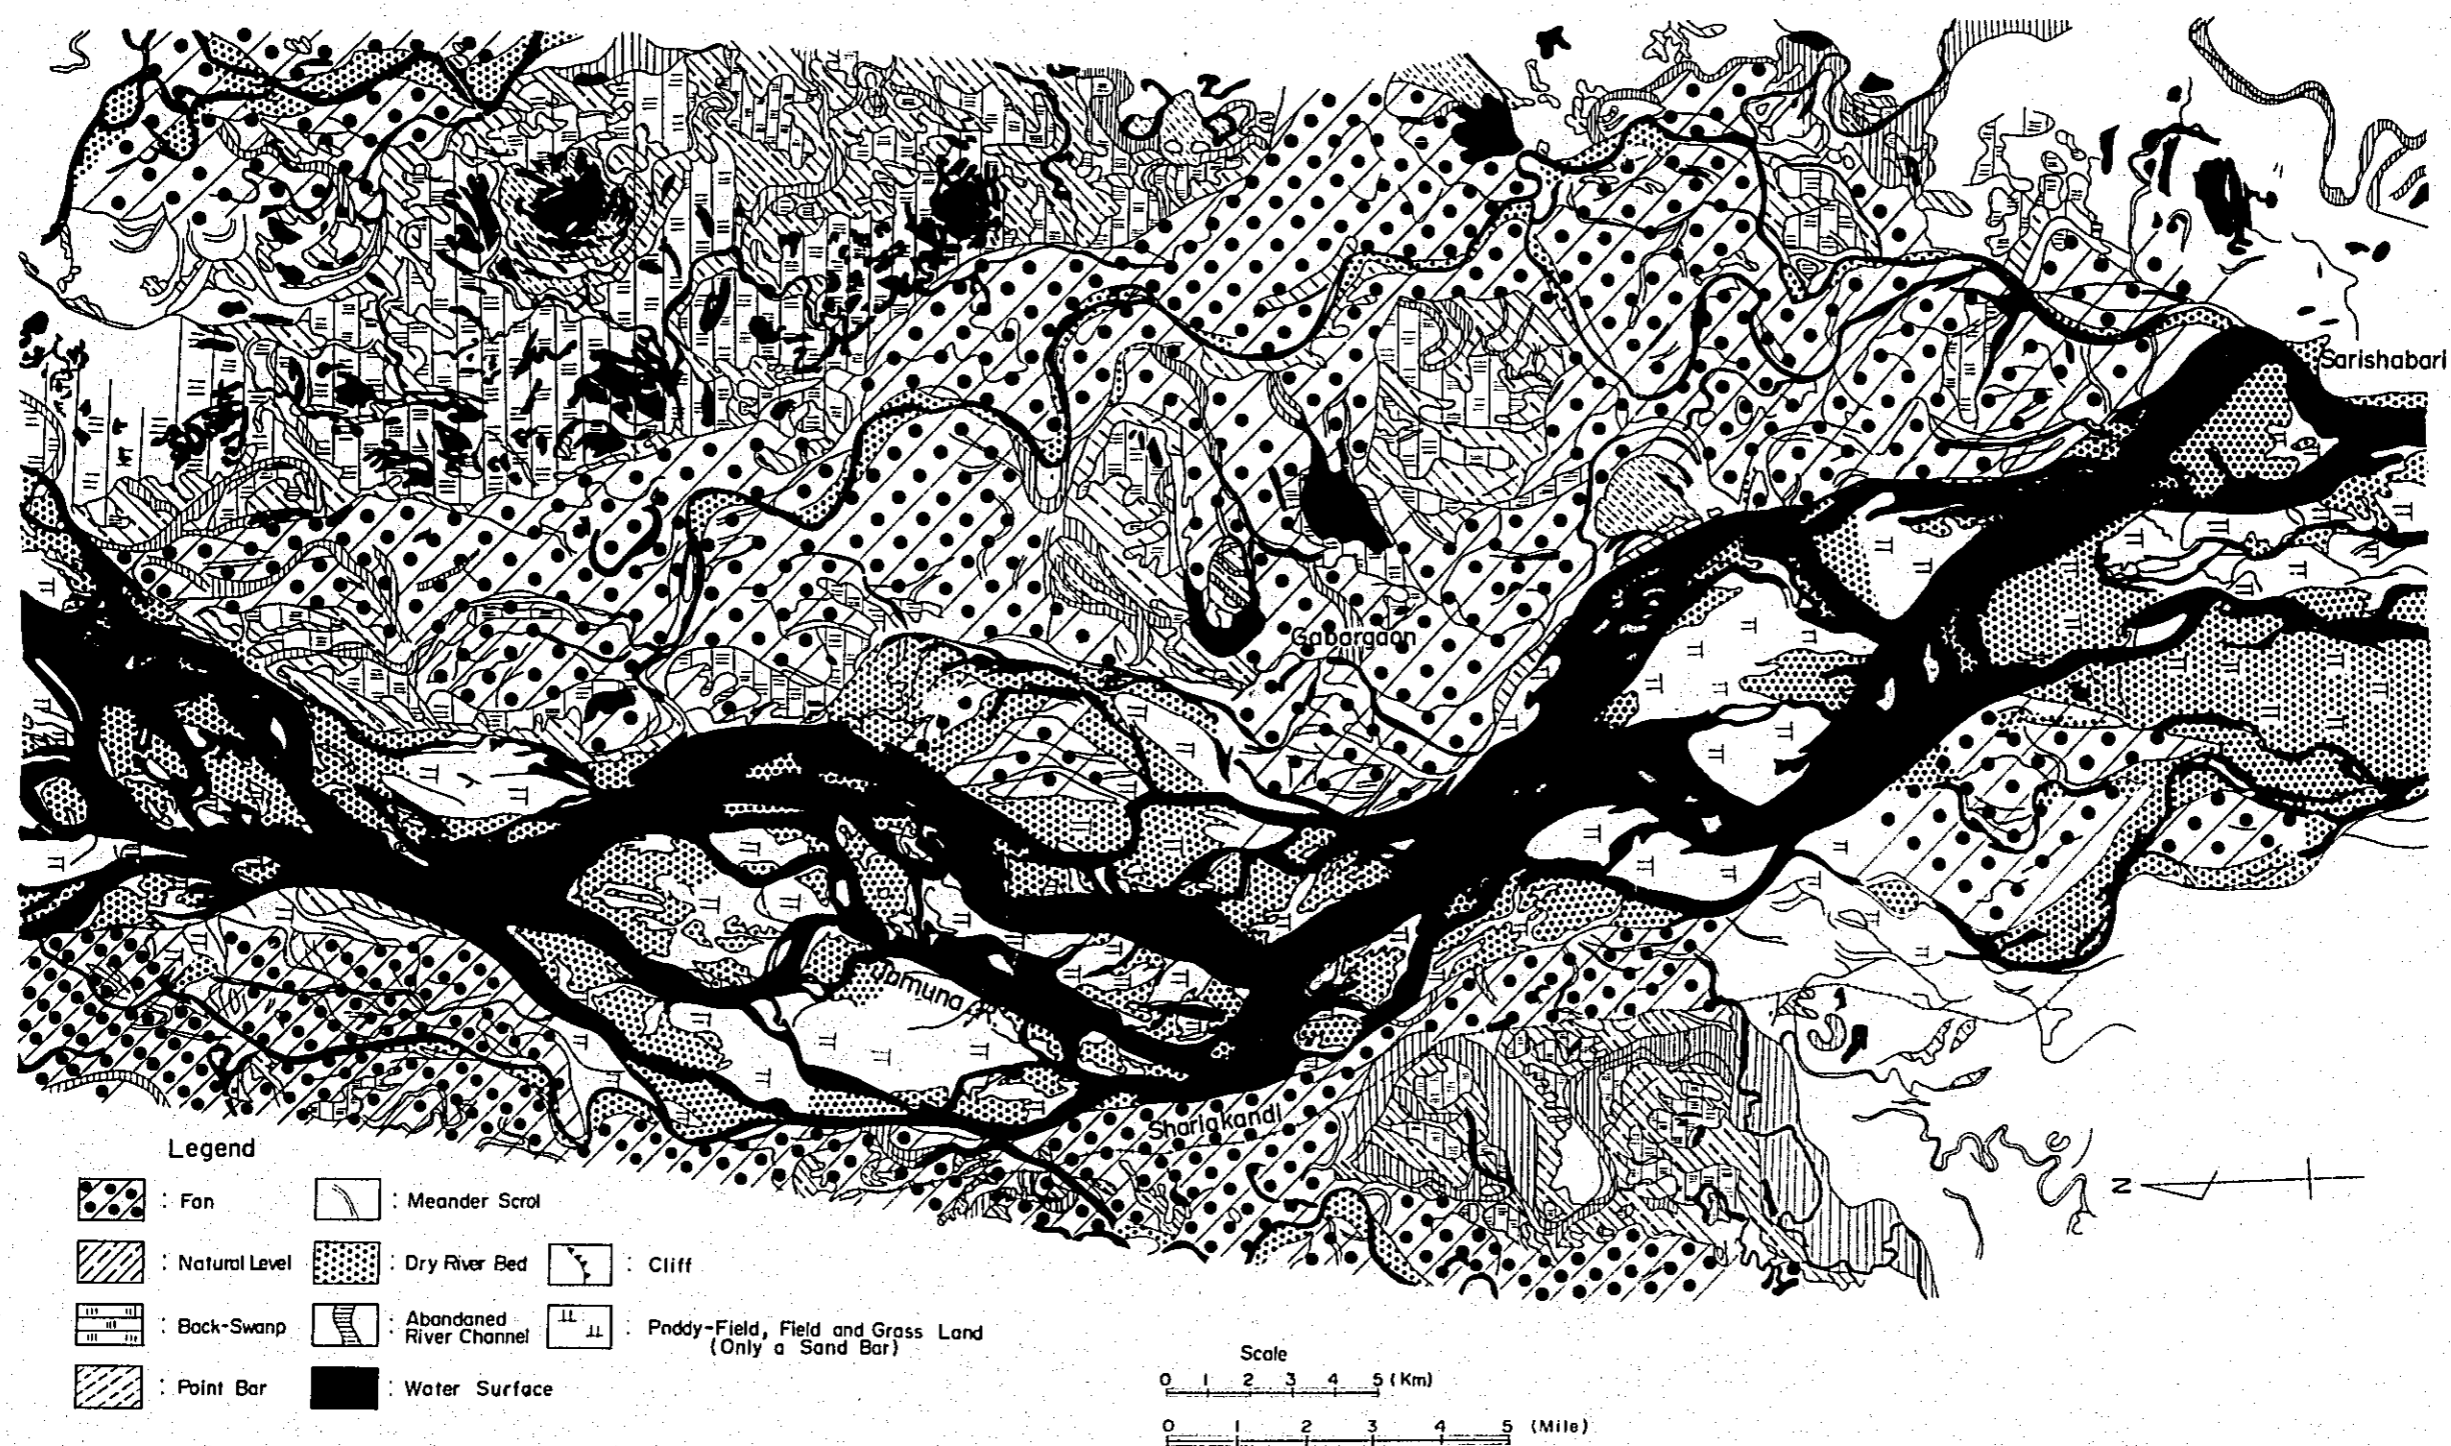 Sarishabari
Gabargaon
Jamuna R.
Shariakandi
Legend
: Fan
: Meander Scrol
: Natural Level
: Dry River Bed
: Cliff
: Back-Swanp
: Abandaned
River Channel
: Pnddy-Field, Field and Grass Land
(Only a Sand Bar)
: Point Bar
: Water Surface
N
Scale
0 1 2 3 4 5 (Km)
0 1 2 3 4 5 (Mile)